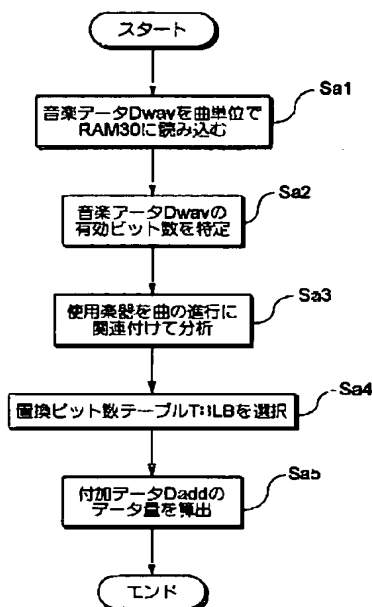 スタート
Sa1
音楽データDwavを曲単位で
RAM30に読み込む
Sa2
音楽データDwavの
有効ビット数を特定
Sa3
使用楽器を曲の進行に
関連付けて分析
Sa4
置換ビット数テーブルTBLBを選択
Sa5
付加データDaddの
データ量を算出
エンド